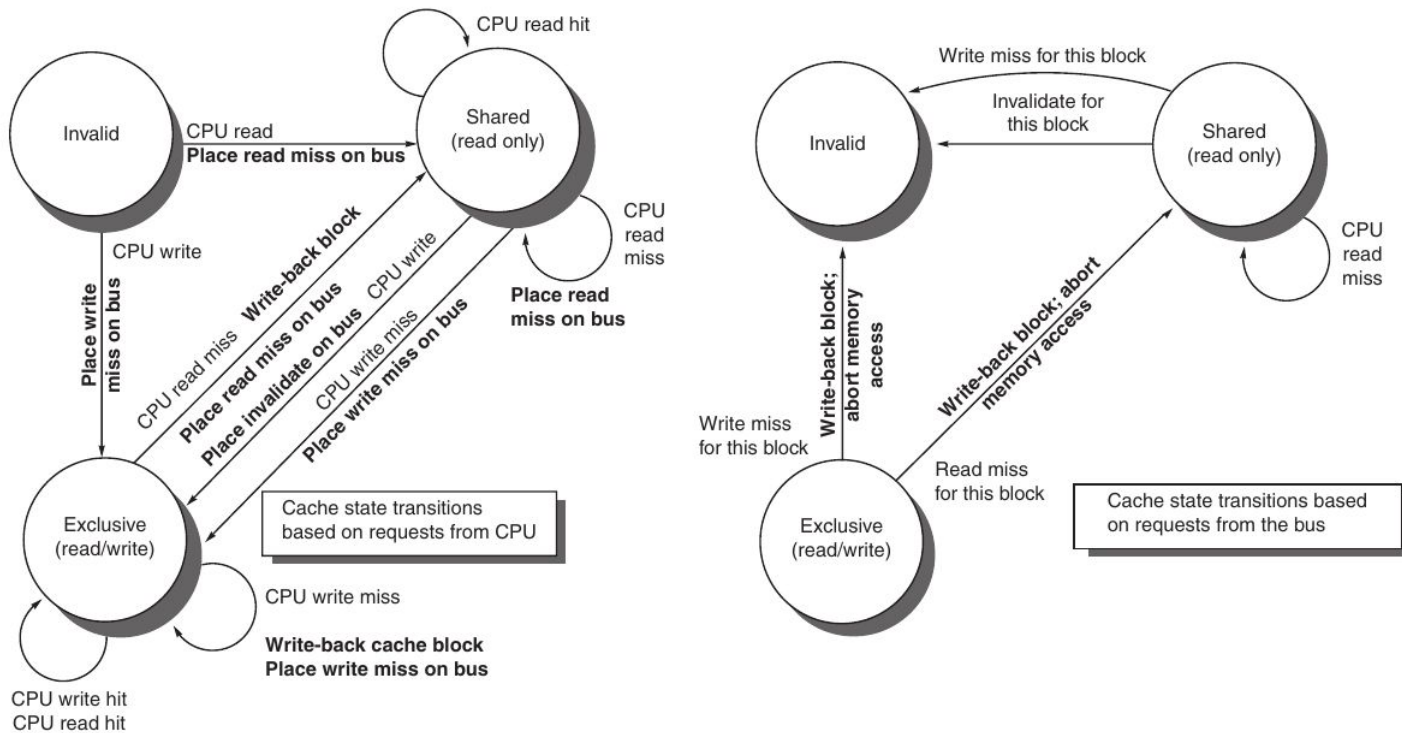 CPU read hit
Invalid
CPU read
Place read miss on bus
Shared
(read only)
CPU write
Place write
miss on bus
CPU read miss
Write-back block
Place read miss on bus
Place invalidate on bus
CPU write
CPU write miss
Place write miss on bus
CPU
read
miss
Place read
miss on bus
Exclusive
(read/write)
Cache state transitions
based on requests from CPU
CPU write miss
Write-back cache block
Place write miss on bus
CPU write hit
CPU read hit
Write miss for this block
Invalidate for
this block
Invalid
Shared
(read only)
CPU
read
miss
Write-back block;
abort memory
access
Write-back block; abort
memory access
Write miss
for this block
Read miss
for this block
Exclusive
(read/write)
Cache state transitions based
on requests from the bus